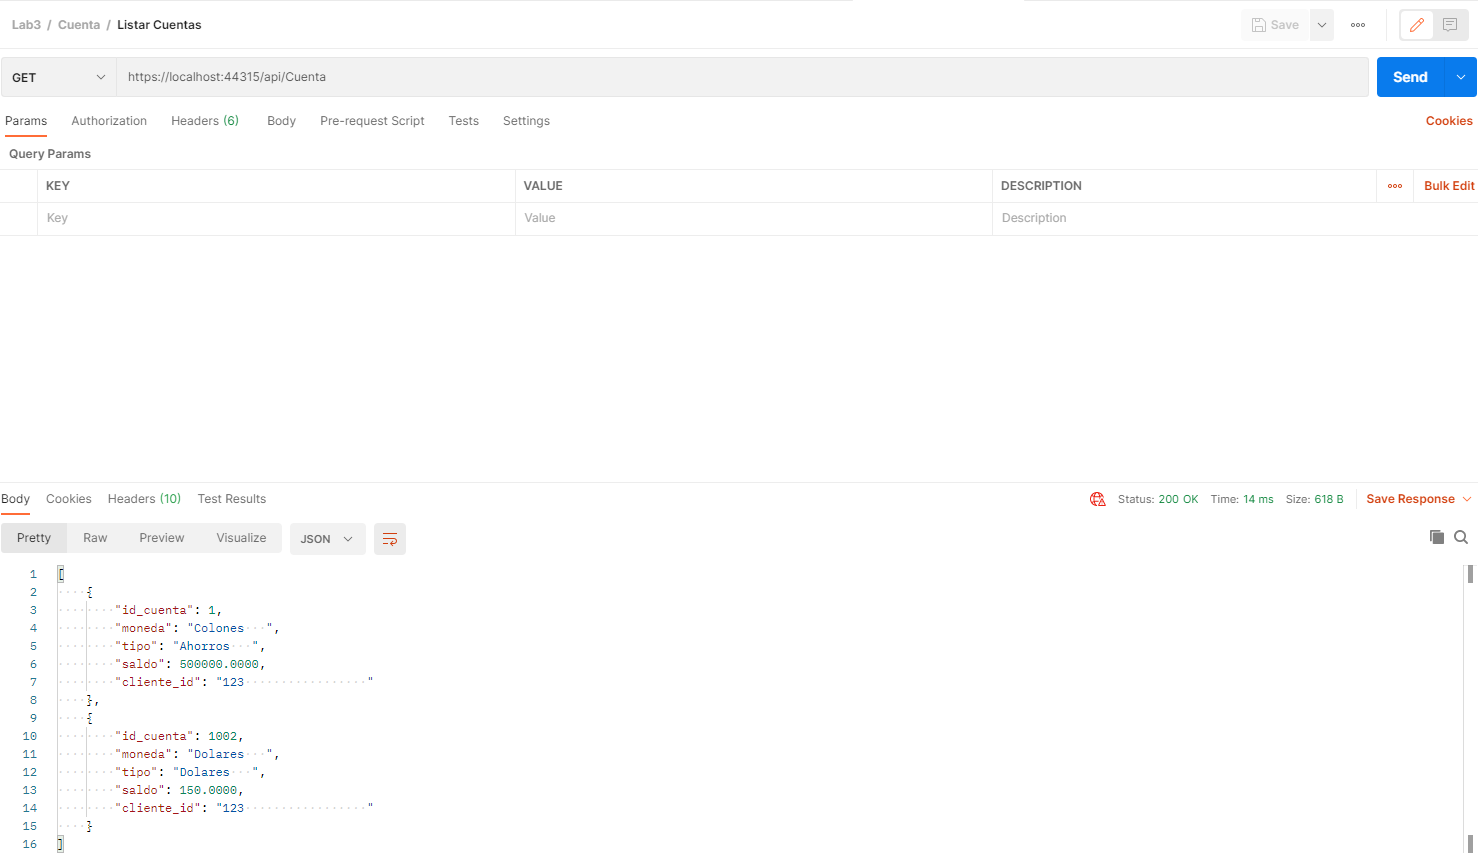 Lab3 / Cuenta / Listar Cuentas
Save
GET
https://localhost:44315/api/Cuenta
Send
Params Authorization Headers (6) Body Pre-request Script Tests Settings Cookies
Query Params
KEY VALUE DESCRIPTION ooo Bulk Edit
Key Value Description
Body Cookies Headers (10) Test Results Status: 200 OK Time: 14 ms Size: 618 B Save Response
Pretty Raw Preview Visualize JSON
1 [
2 {
3 "id_cuenta": 1,
4 "moneda": "Colones   ",
5 "tipo": "Ahorros   ",
6 "saldo": 500000.0000,
7 "cliente_id": "123                 "
8 },
9 {
10 "id_cuenta": 1002,
11 "moneda": "Dolares   ",
12 "tipo": "Dolares   ",
13 "saldo": 150.0000,
14 "cliente_id": "123                 "
15 }
16 ]